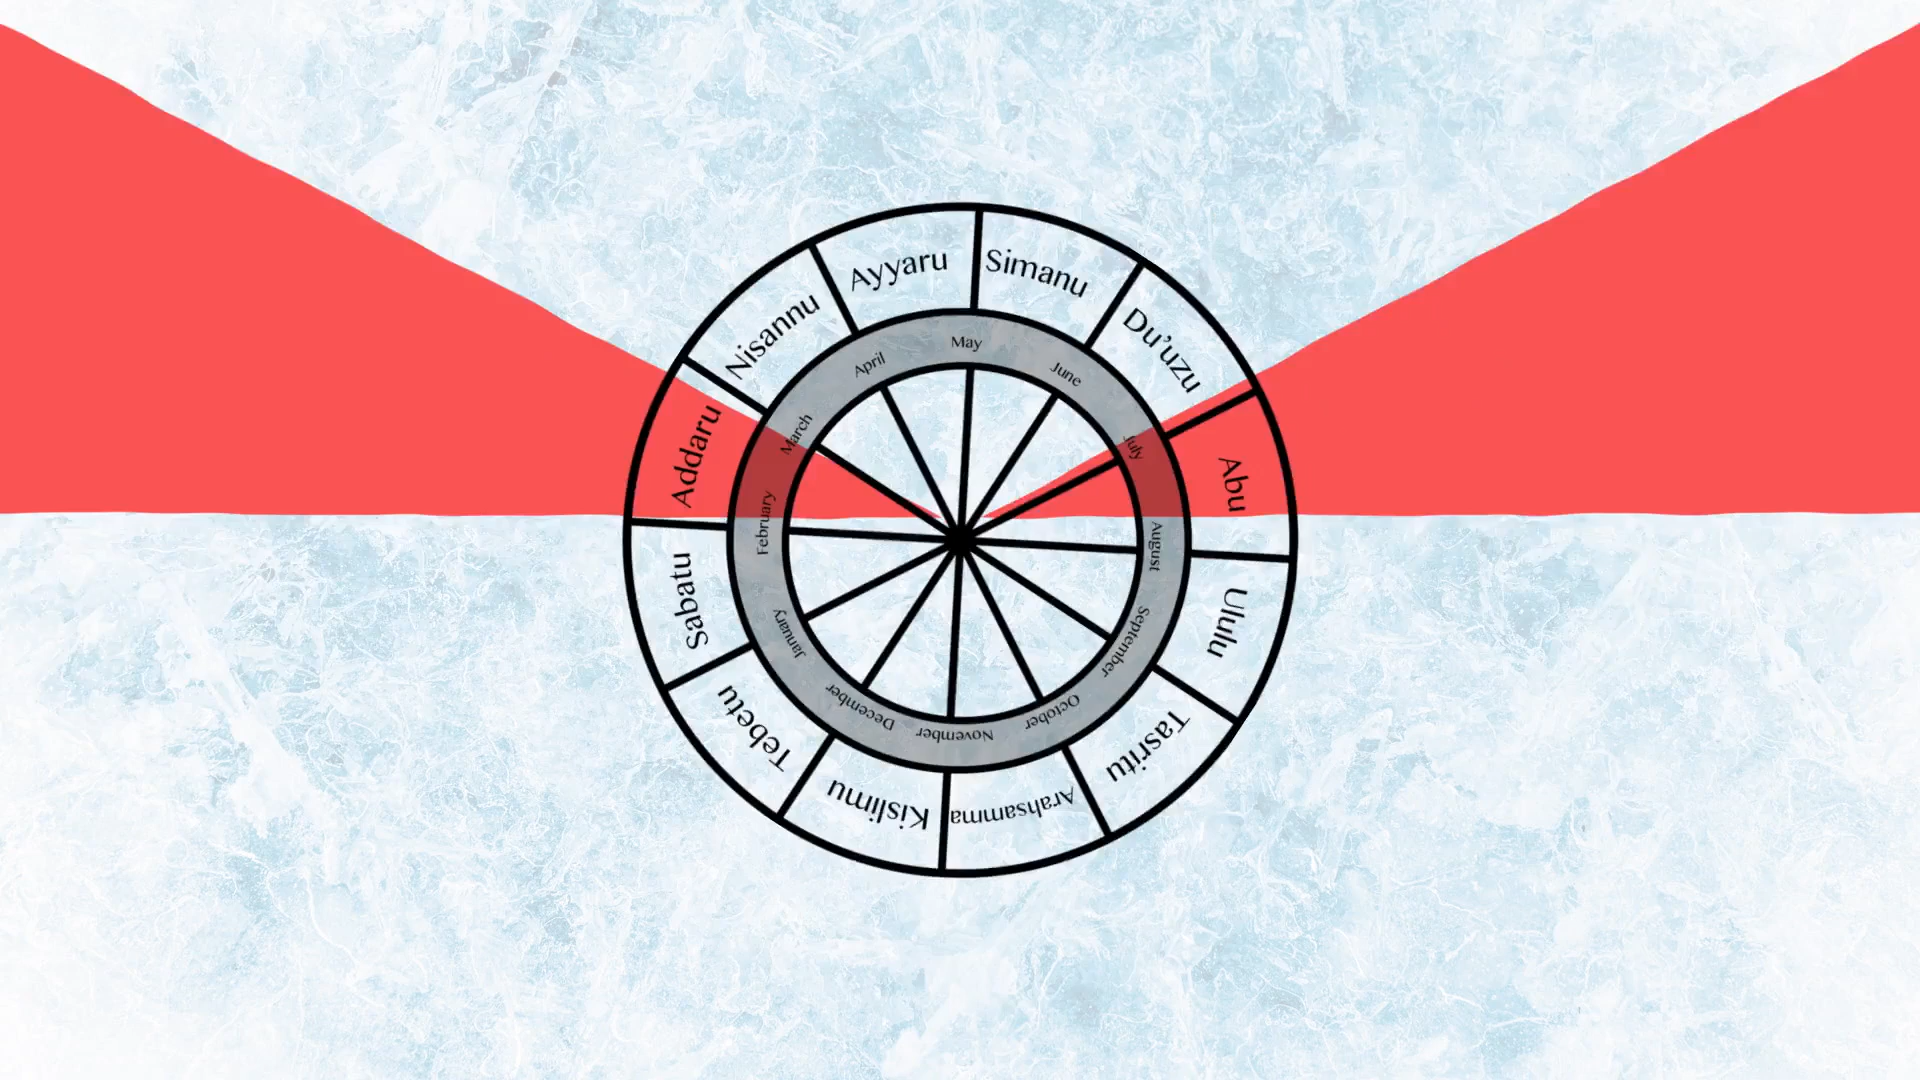 Nisannu
Ayyaru
Simanu
Du'uzu
Abu
Ululu
Tasritu
Arahsamma
Kislimu
Tebetu
Sabatu
Addaru
March
April
May
June
July
August
September
October
November
December
January
February